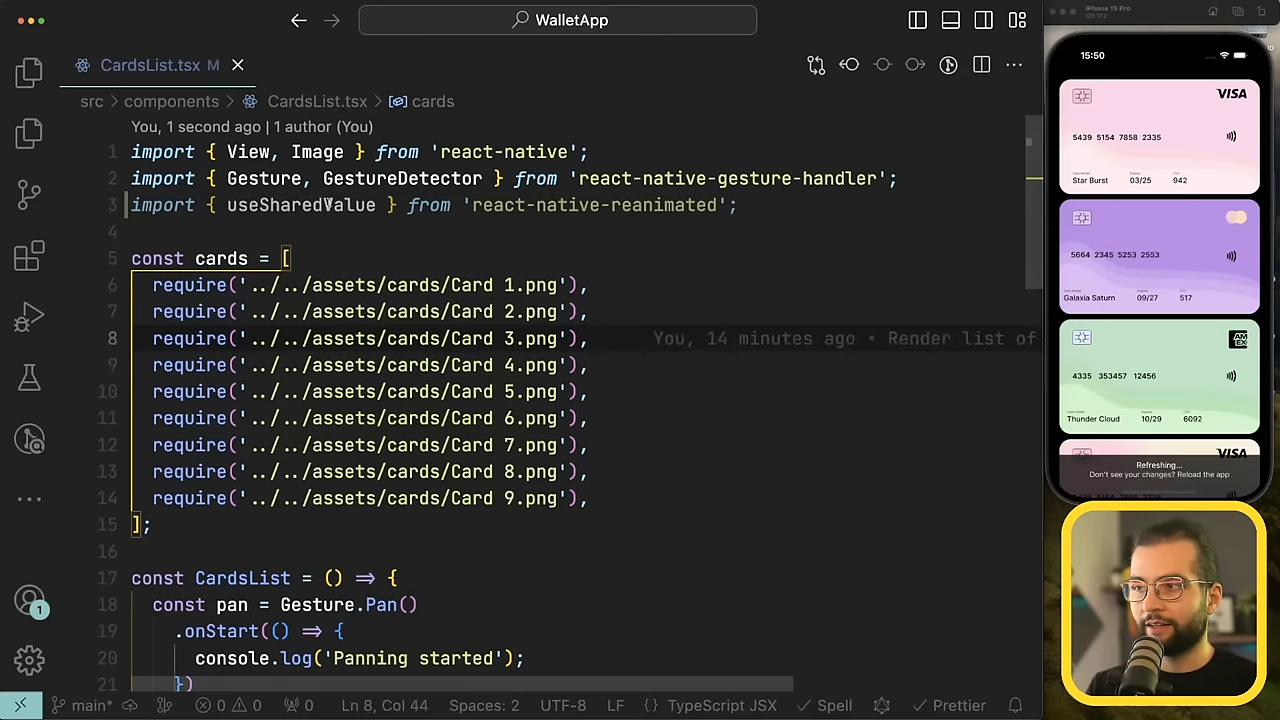 WalletApp
CardsList.tsx M
src > components > CardsList.tsx > cards
You, 1 second ago | 1 author (You)
1 import { View, Image } from 'react-native';
2 import { Gesture, GestureDetector } from 'react-native-gesture-handler';
3 import { useSharedValue } from 'react-native-reanimated';
4
5 const cards = [
6 require('../../assets/cards/Card 1.png'),
7 require('../../assets/cards/Card 2.png'),
8 require('../../assets/cards/Card 3.png'), You, 14 minutes ago • Render list of
9 require('../../assets/cards/Card 4.png'),
10 require('../../assets/cards/Card 5.png'),
11 require('../../assets/cards/Card 6.png'),
12 require('../../assets/cards/Card 7.png'),
13 require('../../assets/cards/Card 8.png'),
14 require('../../assets/cards/Card 9.png'),
15 ];
16
17 const CardsList = () => {
18 const pan = Gesture.Pan()
19 .onStart(() => {
20 console.log('Panning started');
21 })
1
main* 0 0 0 Ln 8, Col 44 Spaces: 2 UTF-8 LF {} TypeScript JSX Spell Prettier
iPhone 15 Pro
iOS 17.2
15:50
VISA
5439 5154 7858 2335
Star Burst 03/25 942
5664 2345 5253 2553
Galaxia Saturn 09/27 517
AMEX
4335 353457 12456
Thunder Cloud 10/29 6092
VISA
Refreshing...
Don't see your changes? Reload the app